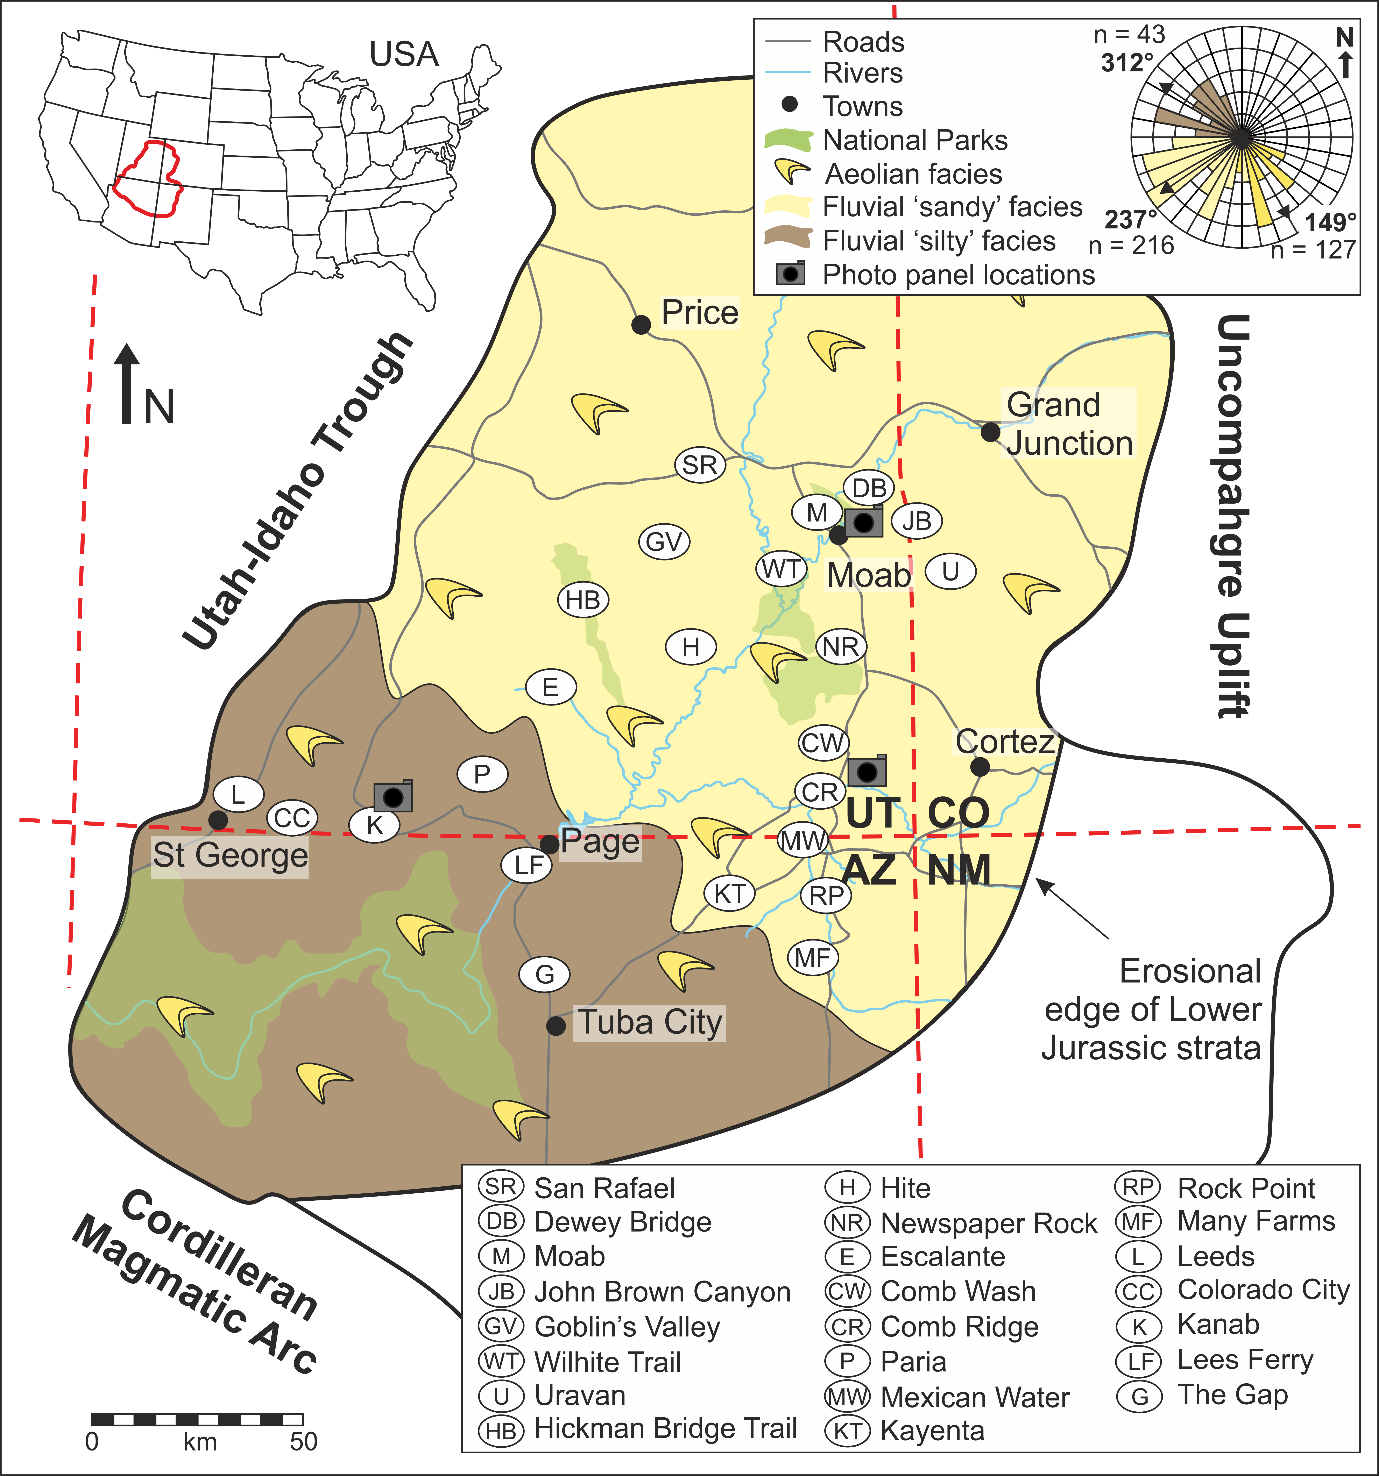 USA
Roads
Rivers
Towns
National Parks
Aeolian facies
Fluvial ‘sandy’ facies
Fluvial ‘silty’ facies
Photo panel locations
n = 43
312°
N
237°
n = 216
149°
n = 127
N
Utah-Idaho Trough
Uncompahgre Uplift
Price
Grand
Junction
SR
DB
M
JB
GV
WT
Moab
U
HB
H
NR
E
CW
Cortez
P
L
CC
K
CR
UT
CO
St George
Page
MW
AZ
NM
LF
KT
RP
G
MF
Tuba City
Erosional
edge of Lower
Jurassic strata
Cordilleran
Magmatic Arc
0 km 50
SR San Rafael
DB Dewey Bridge
M Moab
JB John Brown Canyon
GV Goblin’s Valley
WT Wilhite Trail
U Uravan
HB Hickman Bridge Trail
H Hite
NR Newspaper Rock
E Escalante
CW Comb Wash
CR Comb Ridge
P Paria
MW Mexican Water
KT Kayenta
RP Rock Point
MF Many Farms
L Leeds
CC Colorado City
K Kanab
LF Lees Ferry
G The Gap